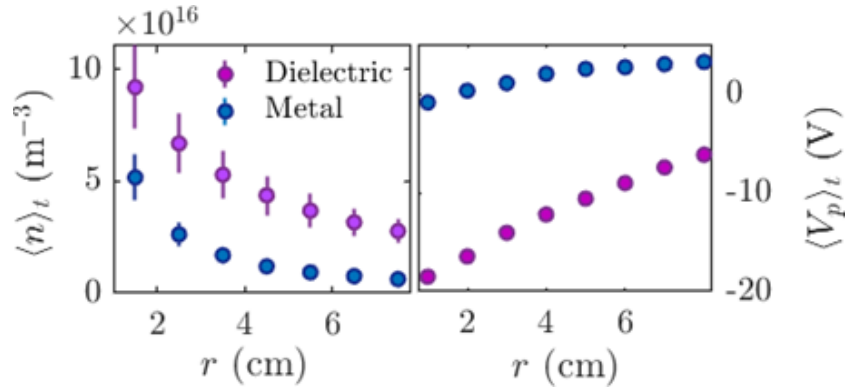 ×10^16
10
5
0
⟨n⟩_t (m^−3)
Dielectric
Metal
2
4
6
r (cm)
0
-10
-20
⟨V_p⟩_t (V)
2
4
6
r (cm)